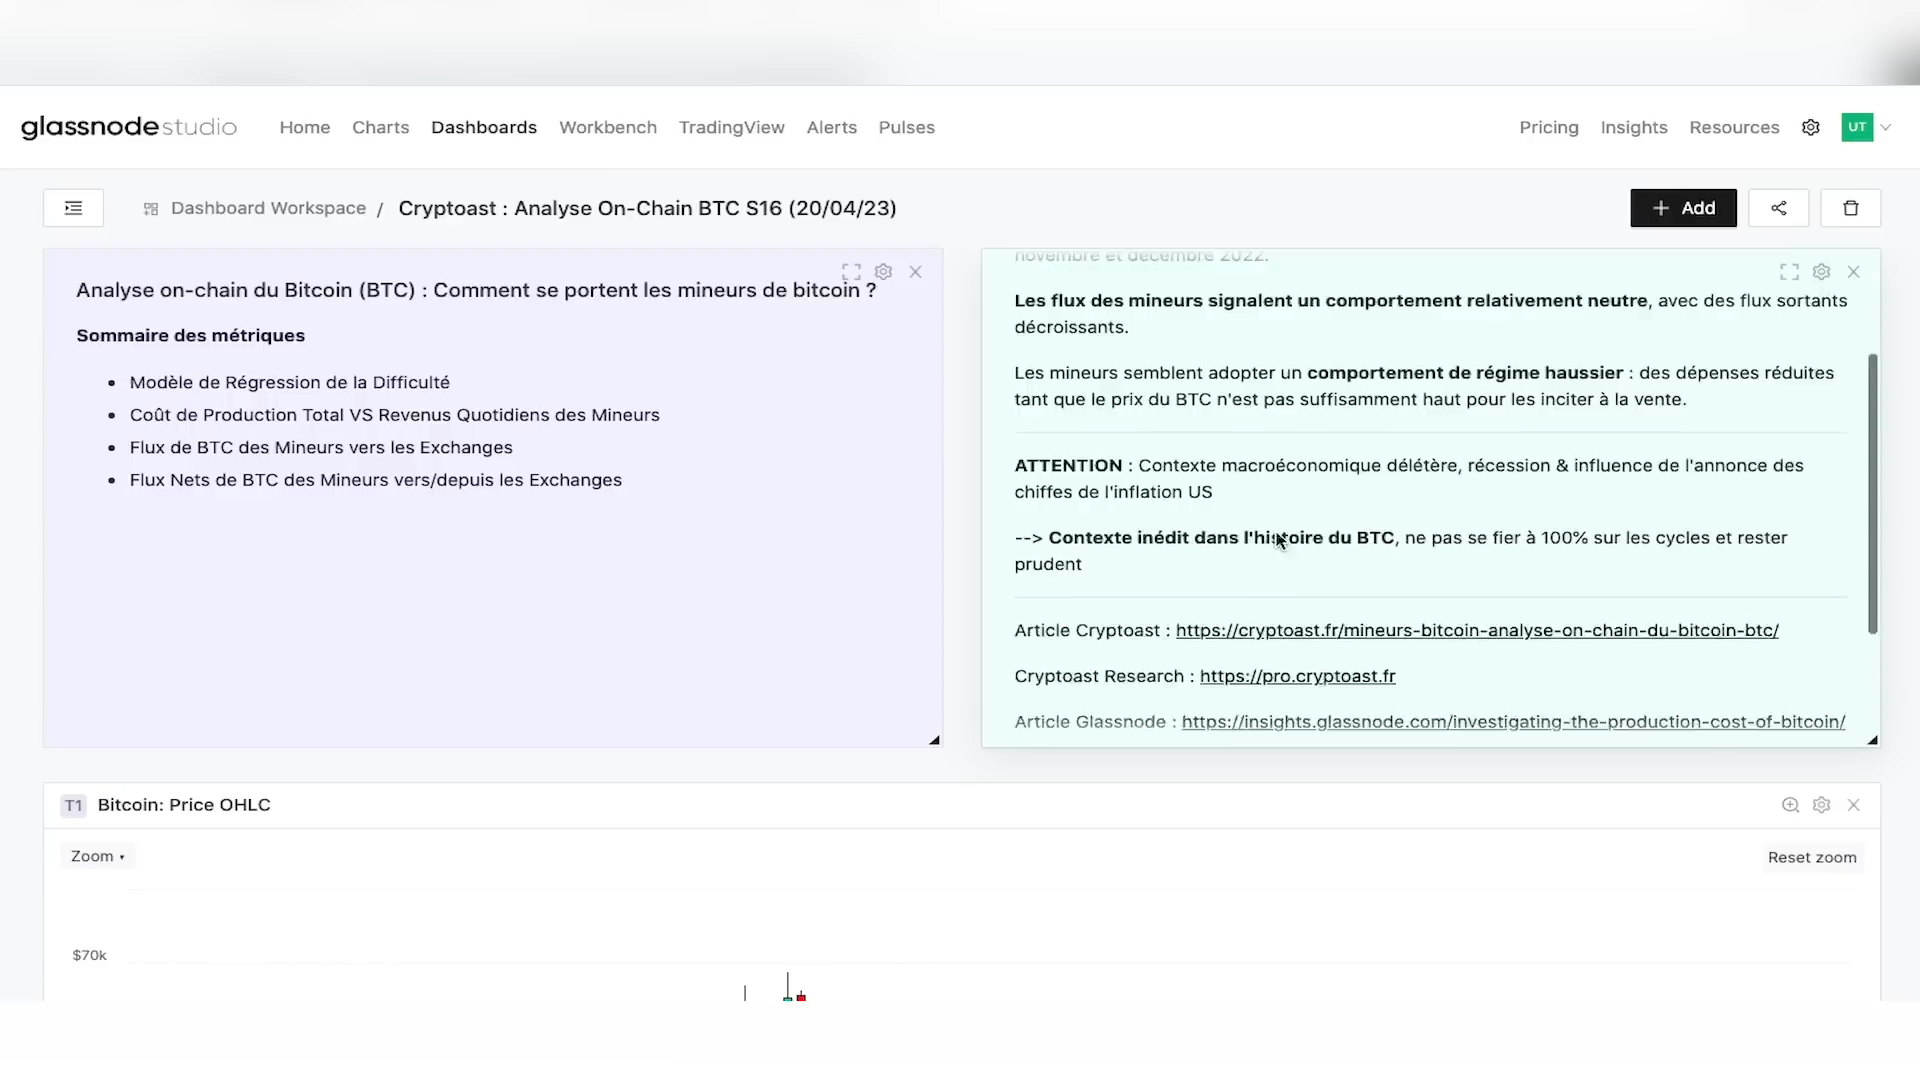 glassnodestudio
Home Charts Dashboards Workbench TradingView Alerts Pulses
Pricing Insights Resources UT
Dashboard Workspace / Cryptoast : Analyse On-Chain BTC S16 (20/04/23)
+ Add
Analyse on-chain du Bitcoin (BTC) : Comment se portent les mineurs de bitcoin ?
Sommaire des métriques
• Modèle de Régression de la Difficulté
• Coût de Production Total VS Revenus Quotidiens des Mineurs
• Flux de BTC des Mineurs vers les Exchanges
• Flux Nets de BTC des Mineurs vers/depuis les Exchanges
novembre et décembre 2022.
Les flux des mineurs signalent un comportement relativement neutre, avec des flux sortants
décroissants.
Les mineurs semblent adopter un comportement de régime haussier : des dépenses réduites
tant que le prix du BTC n'est pas suffisamment haut pour les inciter à la vente.
ATTENTION : Contexte macroéconomique délétère, récession & influence de l'annonce des
chiffes de l'inflation US
--> Contexte inédit dans l'histoire du BTC, ne pas se fier à 100% sur les cycles et rester
prudent
Article Cryptoast : https://cryptoast.fr/mineurs-bitcoin-analyse-on-chain-du-bitcoin-btc/
Cryptoast Research : https://pro.cryptoast.fr
Article Glassnode : https://insights.glassnode.com/investigating-the-production-cost-of-bitcoin/
T1 Bitcoin: Price OHLC
Zoom
Reset zoom
$70k